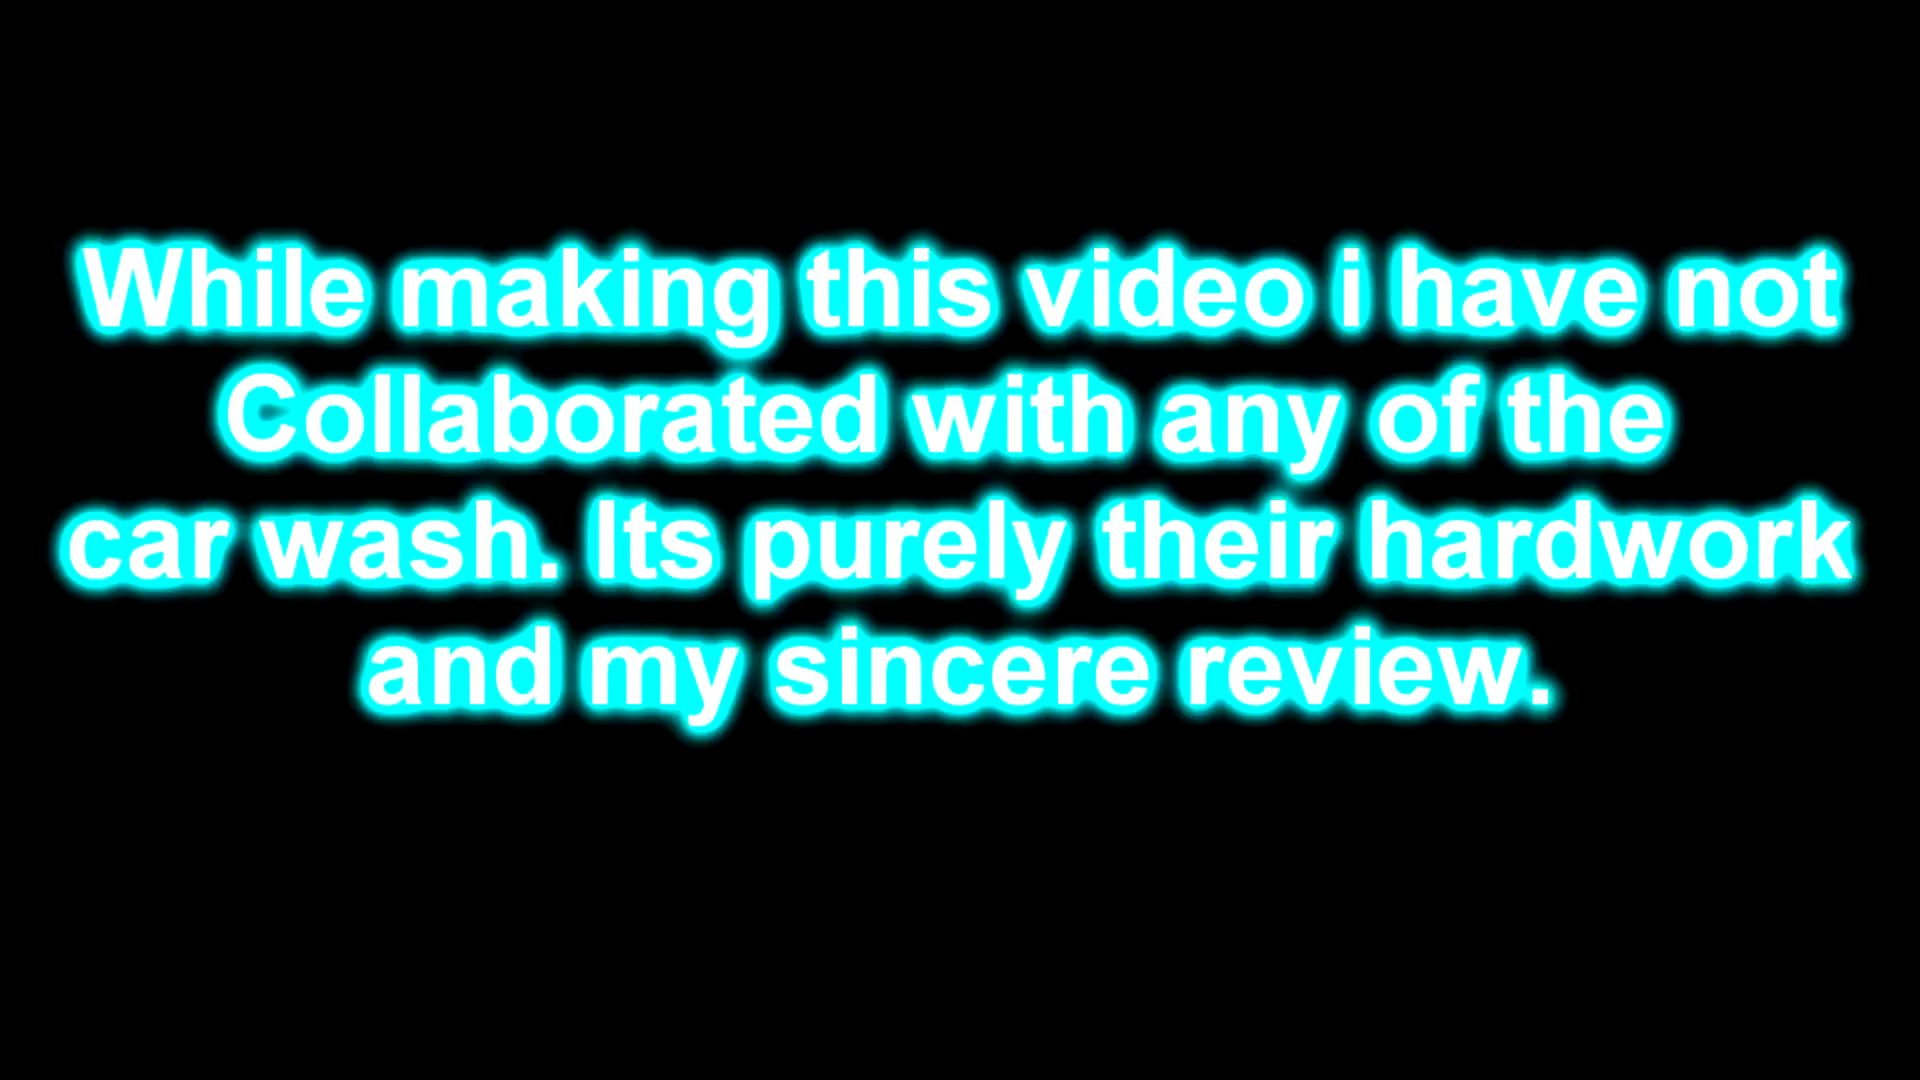 While making this video i have not
Collaborated with any of the
car wash. Its purely their hardwork
and my sincere review.